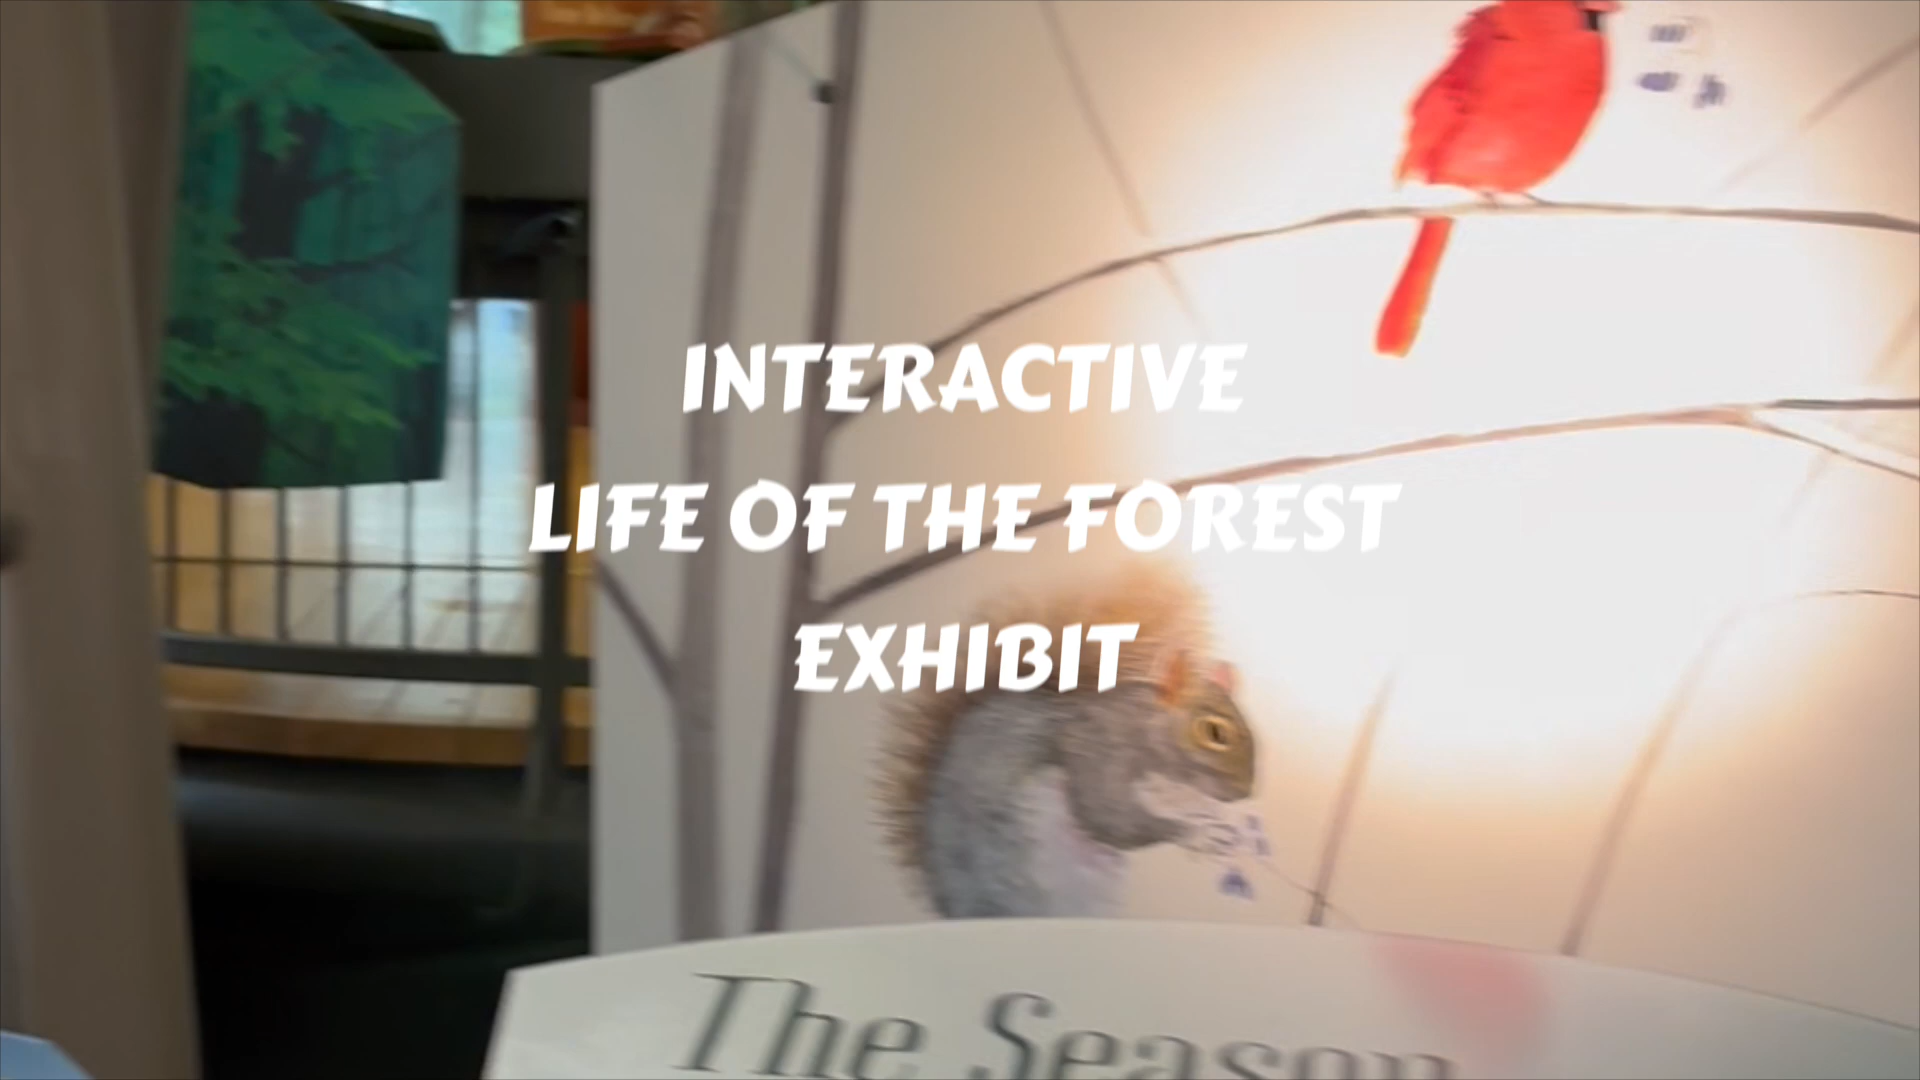 INTERACTIVE
LIFE OF THE FOREST
EXHIBIT
The Season